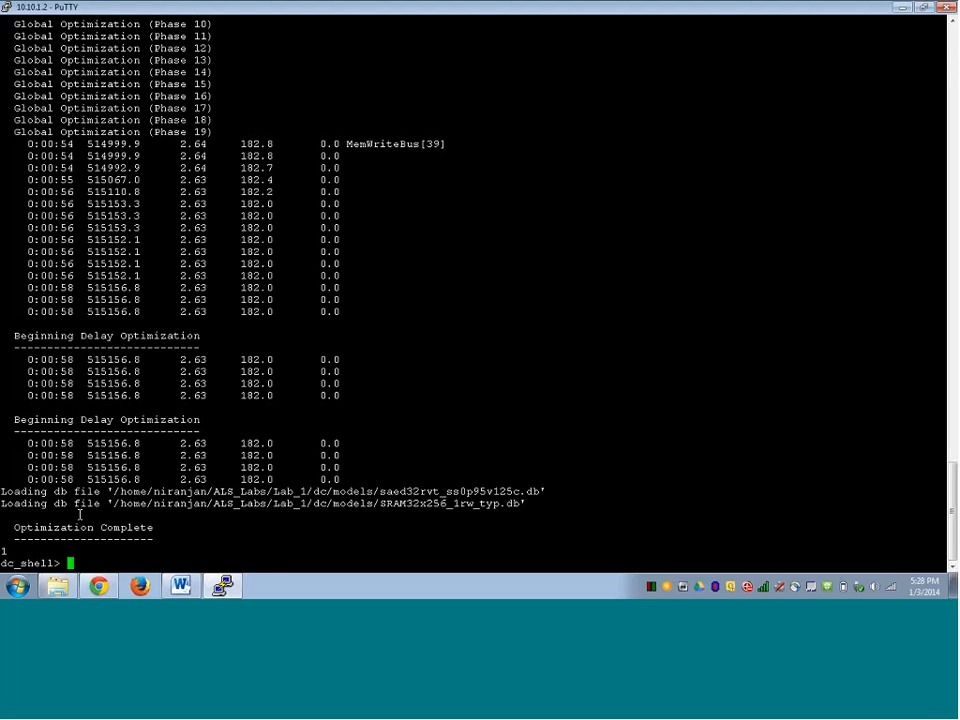 10.10.1.2 - PuTTY
Global Optimization (Phase 10)
Global Optimization (Phase 11)
Global Optimization (Phase 12)
Global Optimization (Phase 13)
Global Optimization (Phase 14)
Global Optimization (Phase 15)
Global Optimization (Phase 16)
Global Optimization (Phase 17)
Global Optimization (Phase 18)
Global Optimization (Phase 19)
0:00:54 514999.9 2.64 182.8 0.0 MemWriteBus[39]
0:00:54 514999.9 2.64 182.8 0.0
0:00:54 514992.9 2.64 182.7 0.0
0:00:55 515067.0 2.63 182.4 0.0
0:00:56 515110.8 2.63 182.2 0.0
0:00:56 515153.3 2.63 182.0 0.0
0:00:56 515153.3 2.63 182.0 0.0
0:00:56 515153.3 2.63 182.0 0.0
0:00:56 515152.1 2.63 182.0 0.0
0:00:56 515152.1 2.63 182.0 0.0
0:00:56 515152.1 2.63 182.0 0.0
0:00:56 515152.1 2.63 182.0 0.0
0:00:58 515156.8 2.63 182.0 0.0
0:00:58 515156.8 2.63 182.0 0.0
0:00:58 515156.8 2.63 182.0 0.0
Beginning Delay Optimization
----------------------------
0:00:58 515156.8 2.63 182.0 0.0
0:00:58 515156.8 2.63 182.0 0.0
0:00:58 515156.8 2.63 182.0 0.0
0:00:58 515156.8 2.63 182.0 0.0
Beginning Delay Optimization
----------------------------
0:00:58 515156.8 2.63 182.0 0.0
0:00:58 515156.8 2.63 182.0 0.0
0:00:58 515156.8 2.63 182.0 0.0
0:00:58 515156.8 2.63 182.0 0.0
Loading db file '/home/niranjan/ALS_Labs/Lab_1/dc/models/saed32rvt_ss0p95v125c.db'
Loading db file '/home/niranjan/ALS_Labs/Lab_1/dc/models/SRAM32x256_1rw_typ.db'
Optimization Complete
---------------------
1
dc_shell>
5:28 PM
1/3/2014